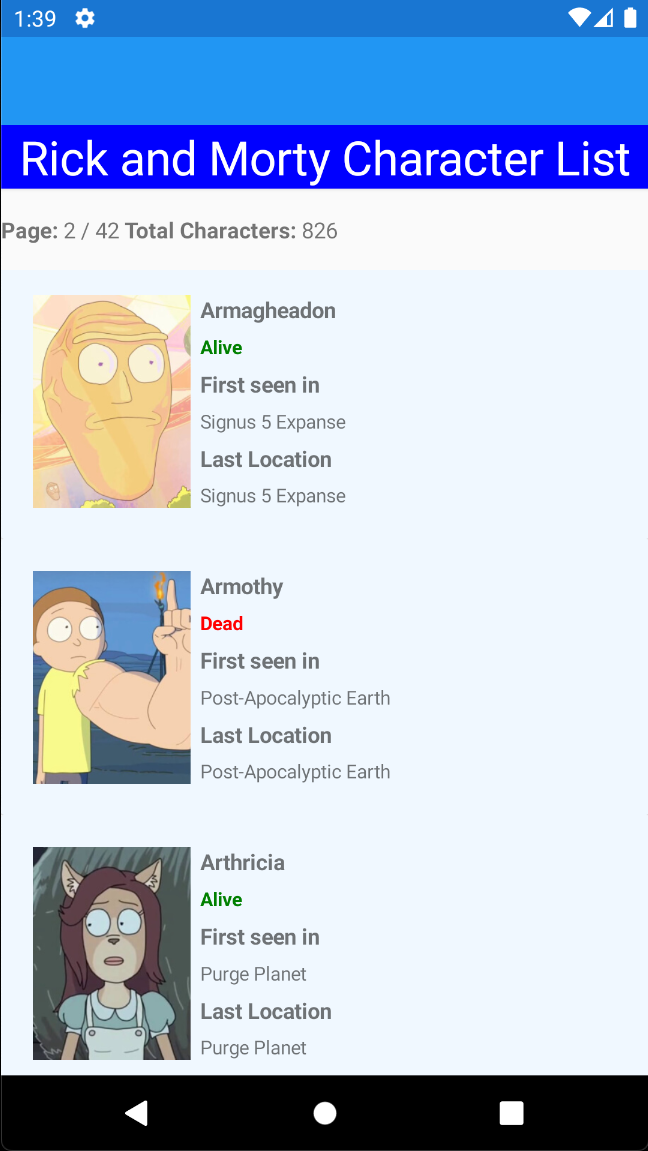 1:39
Rick and Morty Character List
Page: 2 / 42 Total Characters: 826
Armagheadon
Alive
First seen in
Signus 5 Expanse
Last Location
Signus 5 Expanse
Armothy
Dead
First seen in
Post-Apocalyptic Earth
Last Location
Post-Apocalyptic Earth
Arthricia
Alive
First seen in
Purge Planet
Last Location
Purge Planet